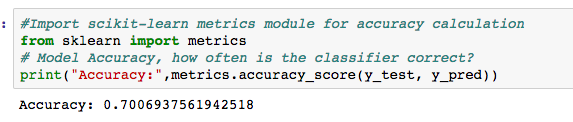 :
#Import scikit-learn metrics module for accuracy calculation
from sklearn import metrics
# Model Accuracy, how often is the classifier correct?
print("Accuracy:",metrics.accuracy_score(y_test, y_pred))
Accuracy: 0.7006937561942518